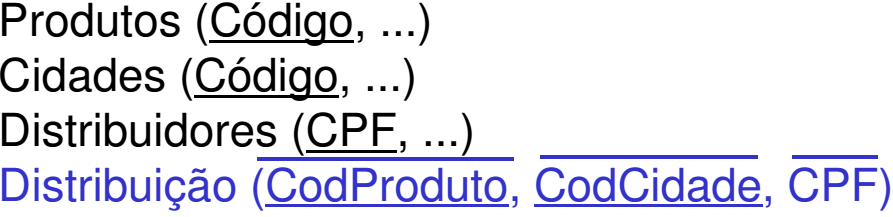 Produtos (Código, ...)
Cidades (Código, ...)
Distribuidores (CPF, ...)
Distribuição (CodProduto, CodCidade, CPF)